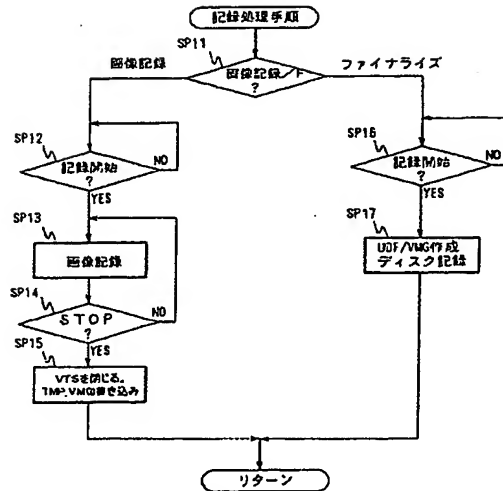 記録処理手順
SP11
画像記録/F
?
画像記録
ファイナライズ
SP12
記録開始
?
NO
YES
SP13
画像記録
SP14
STOP
?
NO
YES
SP15
VTSを閉じる。
TMP_VMGの書き込み
SP16
記録開始
?
NO
YES
SP17
UDF/VMG作成
ディスク記録
リターン